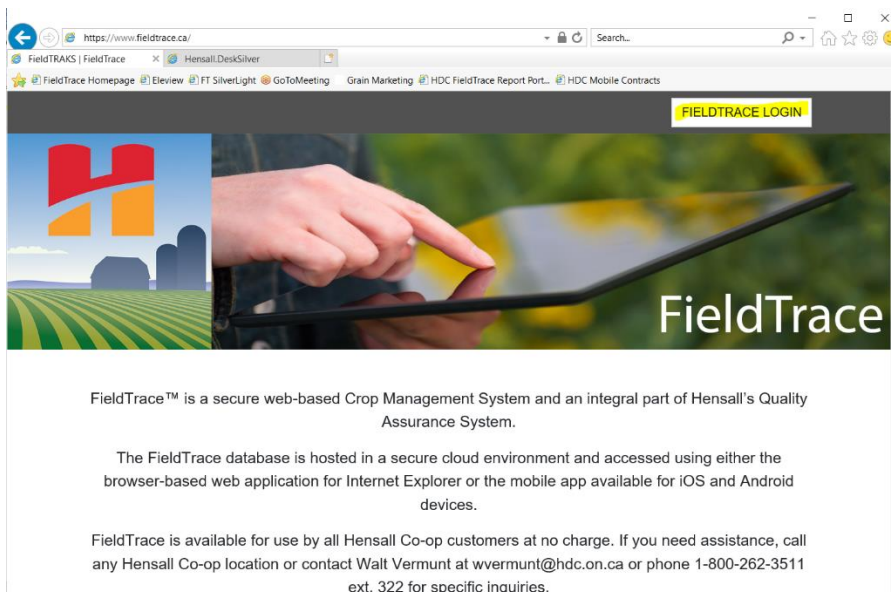 https://www.fieldtrace.ca/
Search...
FieldTRAKS | FieldTrace
Hensall.DeskSilver
FieldTrace Homepage Eleview FT SilverLight GoToMeeting Grain Marketing HDC FieldTrace Report Port... HDC Mobile Contracts
FIELDTRACE LOGIN
FieldTrace
FieldTrace™ is a secure web-based Crop Management System and an integral part of Hensall's Quality
Assurance System.
The FieldTrace database is hosted in a secure cloud environment and accessed using either the
browser-based web application for Internet Explorer or the mobile app available for iOS and Android
devices.
FieldTrace is available for use by all Hensall Co-op customers at no charge. If you need assistance, call
any Hensall Co-op location or contact Walt Vermunt at wvermunt@hdc.on.ca or phone 1-800-262-3511
ext. 322 for specific inquiries.